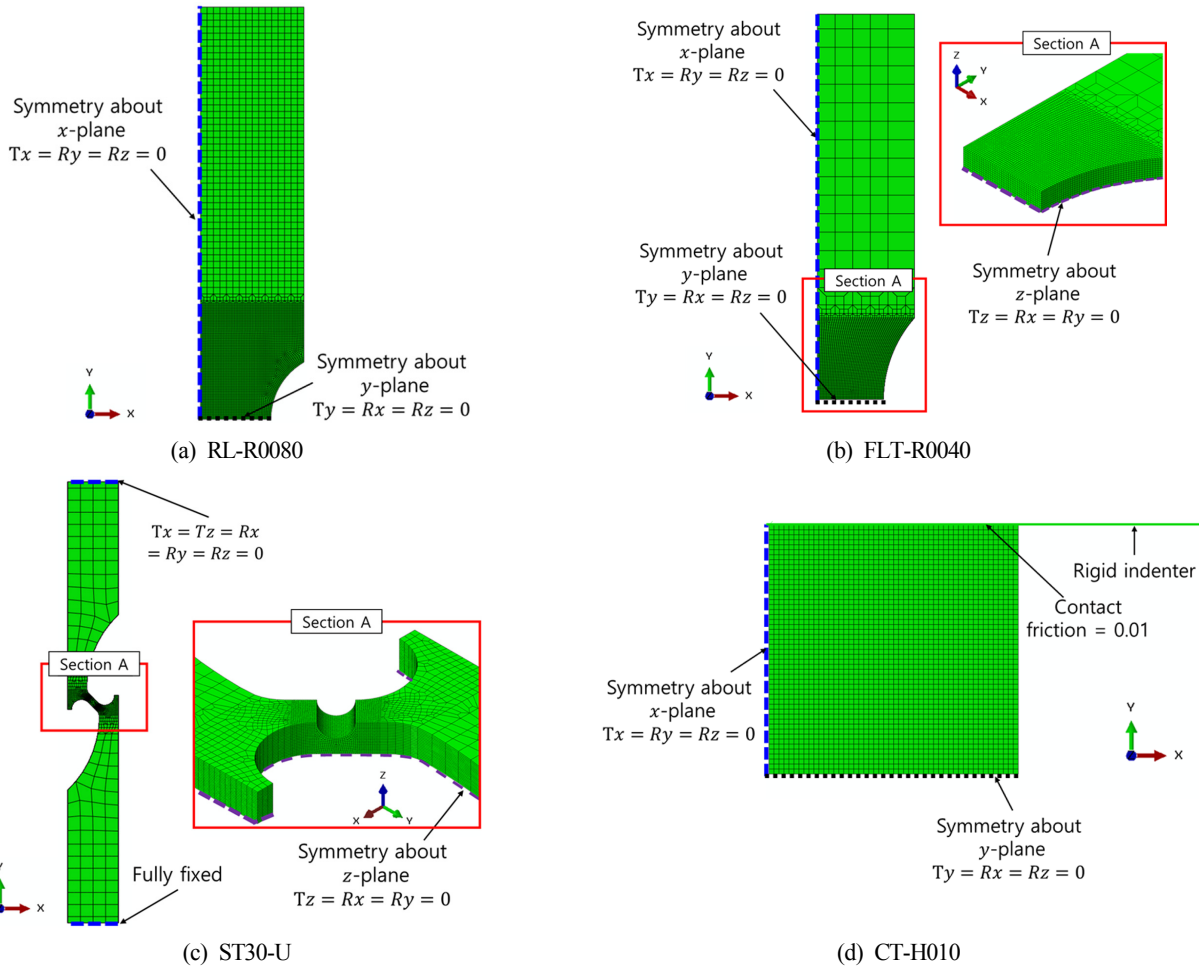 Symmetry about
x-plane
Tx = Ry = Rz = 0
Symmetry about
y-plane
Ty = Rx = Rz = 0
Y
X
(a) RL-R0080
Symmetry about
x-plane
Tx = Ry = Rz = 0
Section A
Z
Y
X
Symmetry about
y-plane
Ty = Rx = Rz = 0
Section A
Symmetry about
z-plane
Tz = Rx = Ry = 0
Y
X
(b) FLT-R0040
Tx = Tz = Rx
= Ry = Rz = 0
Section A
Section A
Z
X
Y
Symmetry about
z-plane
Tz = Rx = Ry = 0
Fully fixed
Y
X
(c) ST30-U
Rigid indenter
Contact
friction = 0.01
Symmetry about
x-plane
Tx = Ry = Rz = 0
Y
X
Symmetry about
y-plane
Ty = Rx = Rz = 0
(d) CT-H010